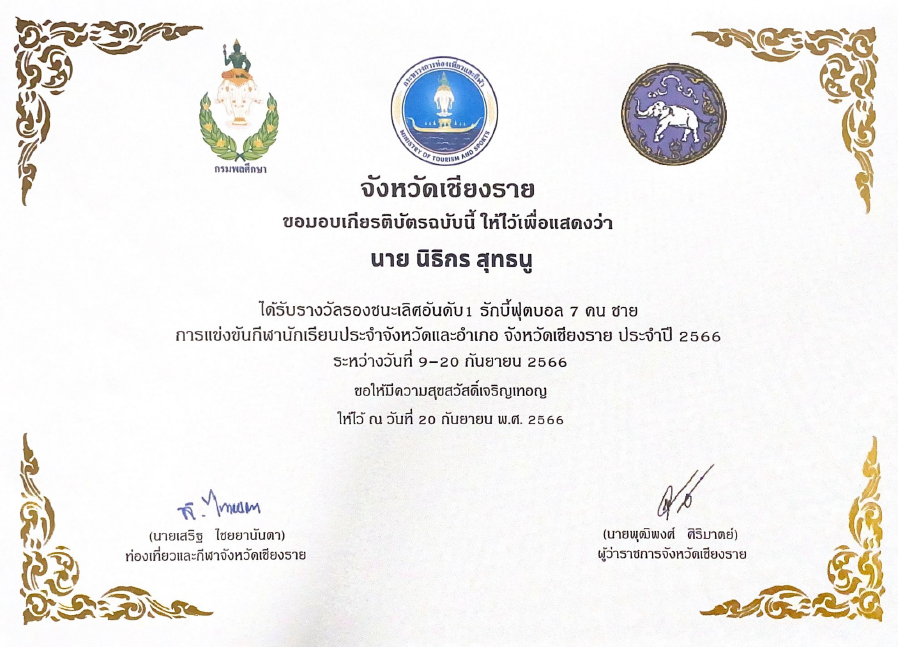 กรมพลศึกษา
กระทรวงการท่องเที่ยวและกีฬา
MINISTRY OF TOURISM AND SPORTS
จังหวัดเชียงราย
ขอมอบเกียรติบัตรฉบับนี้ ให้ไว้เพื่อแสดงว่า
นาย นิธิกร สุทธนู
ได้รับรางวัลรองชนะเลิศอันดับ1 รักบี้ฟุตบอล 7 คน ชาย
การแข่งขันกีฬานักเรียนประจำจังหวัดและอำเภอ จังหวัดเชียงราย ประจำปี 2566
ระหว่างวันที่ 9-20 กันยายน 2566
ขอให้มีความสุขสวัสดิ์เจริญเทอญ
ให้ไว้ ณ วันที่ 20 กันยายน พ.ศ. 2566
(นายเสริฐ ไชยยานันตา)
ท่องเที่ยวและกีฬาจังหวัดเชียงราย
(นายพุฒิพงศ์ ศิริมาตย์)
ผู้ว่าราชการจังหวัดเชียงราย